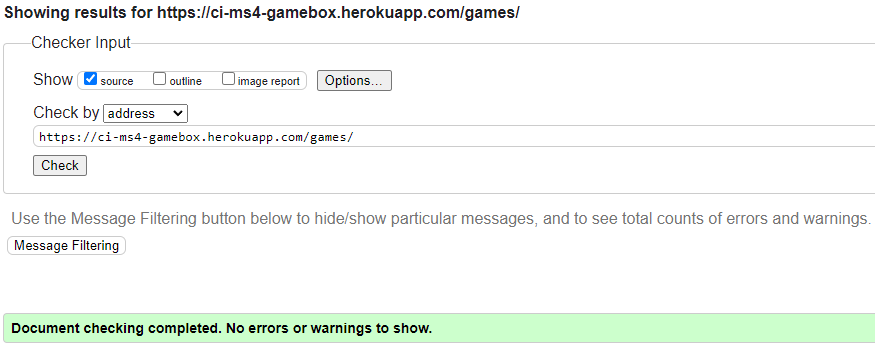 Showing results for https://ci-ms4-gamebox.herokuapp.com/games/
Checker Input
Show source outline image report Options...
Check by address
https://ci-ms4-gamebox.herokuapp.com/games/
Check
Use the Message Filtering button below to hide/show particular messages, and to see total counts of errors and warnings.
Message Filtering
Document checking completed. No errors or warnings to show.